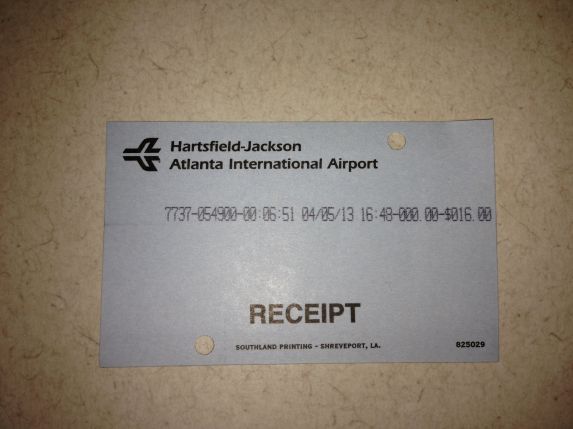 Hartsfield-Jackson
Atlanta International Airport
7737-054900-00:06:51 04/05/13 16:48-000.00-$016.00
RECEIPT
SOUTHLAND PRINTING - SHREVEPORT, LA.
825029